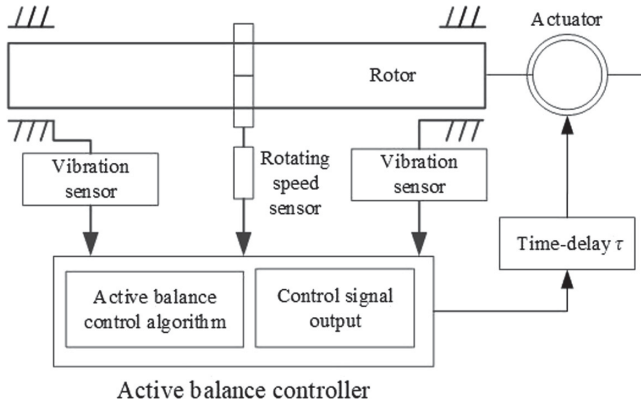 Actuator
Rotor
Vibration
sensor
Rotating
speed
sensor
Vibration
sensor
Time-delay τ
Active balance
control algorithm
Control signal
output
Active balance controller